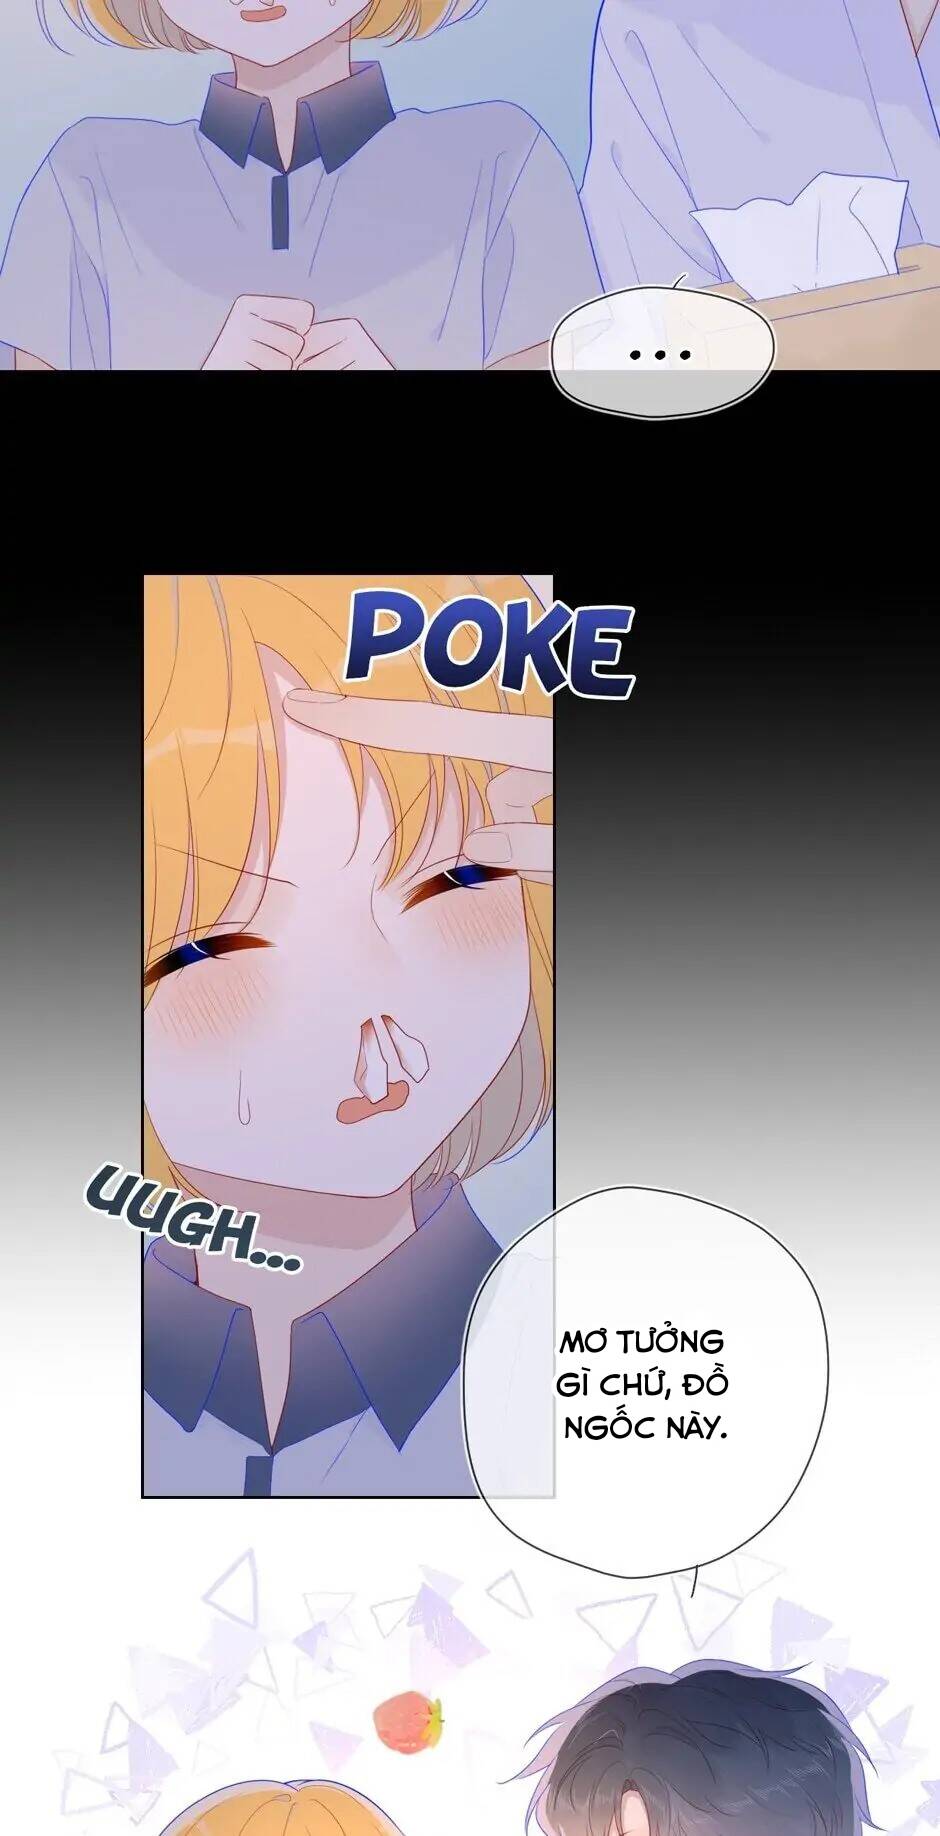 ...
POKE
UUGH...
MƠ TƯỞNG
GÌ CHỨ, ĐỒ
NGỐC NÀY.